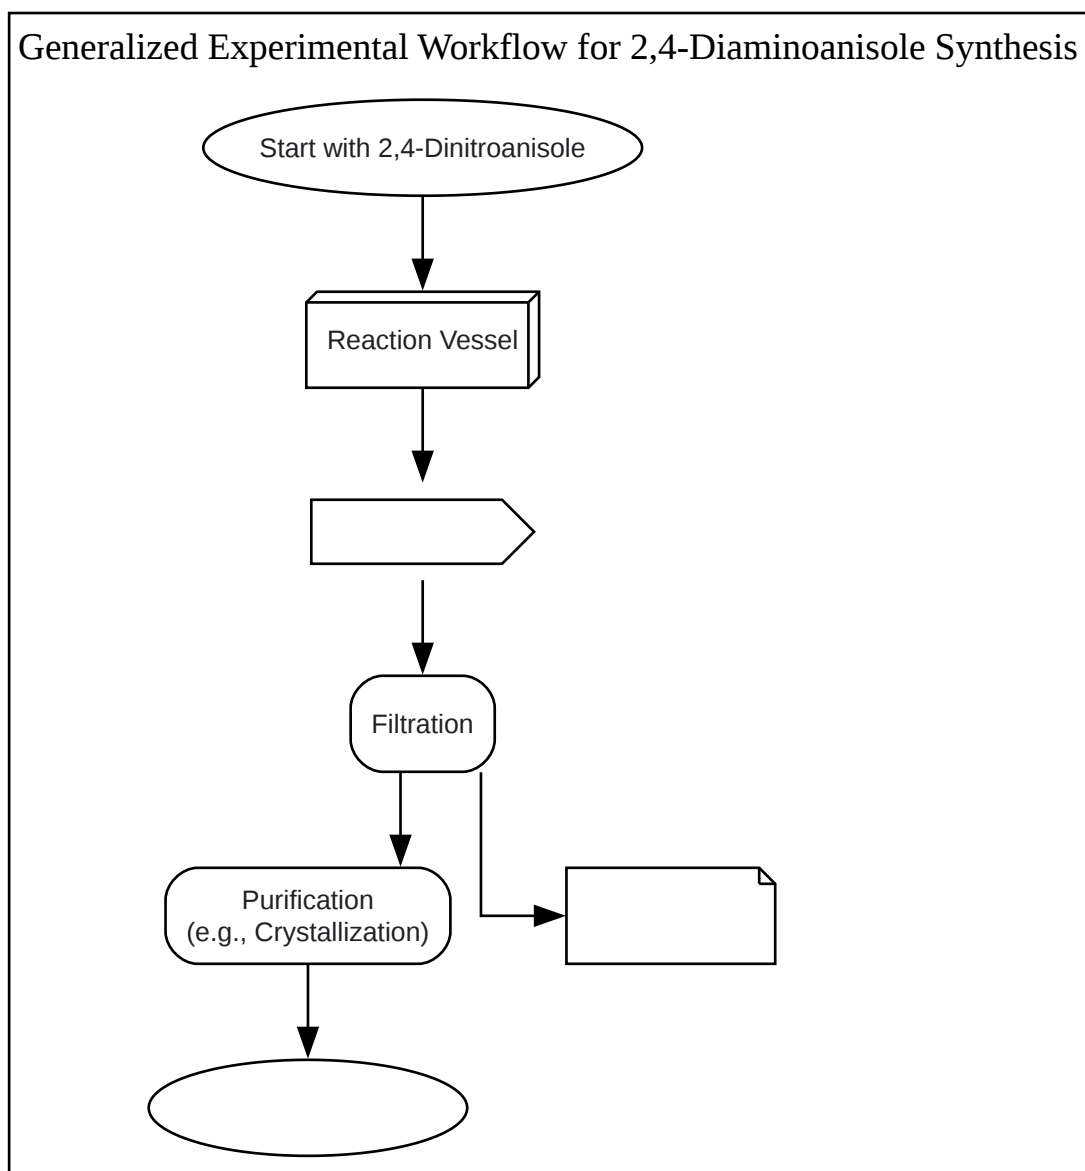 Generalized Experimental Workflow for 2,4-Diaminoanisole Synthesis
Start with 2,4-Dinitroanisole
Reaction Vessel
Filtration
Purification
(e.g., Crystallization)